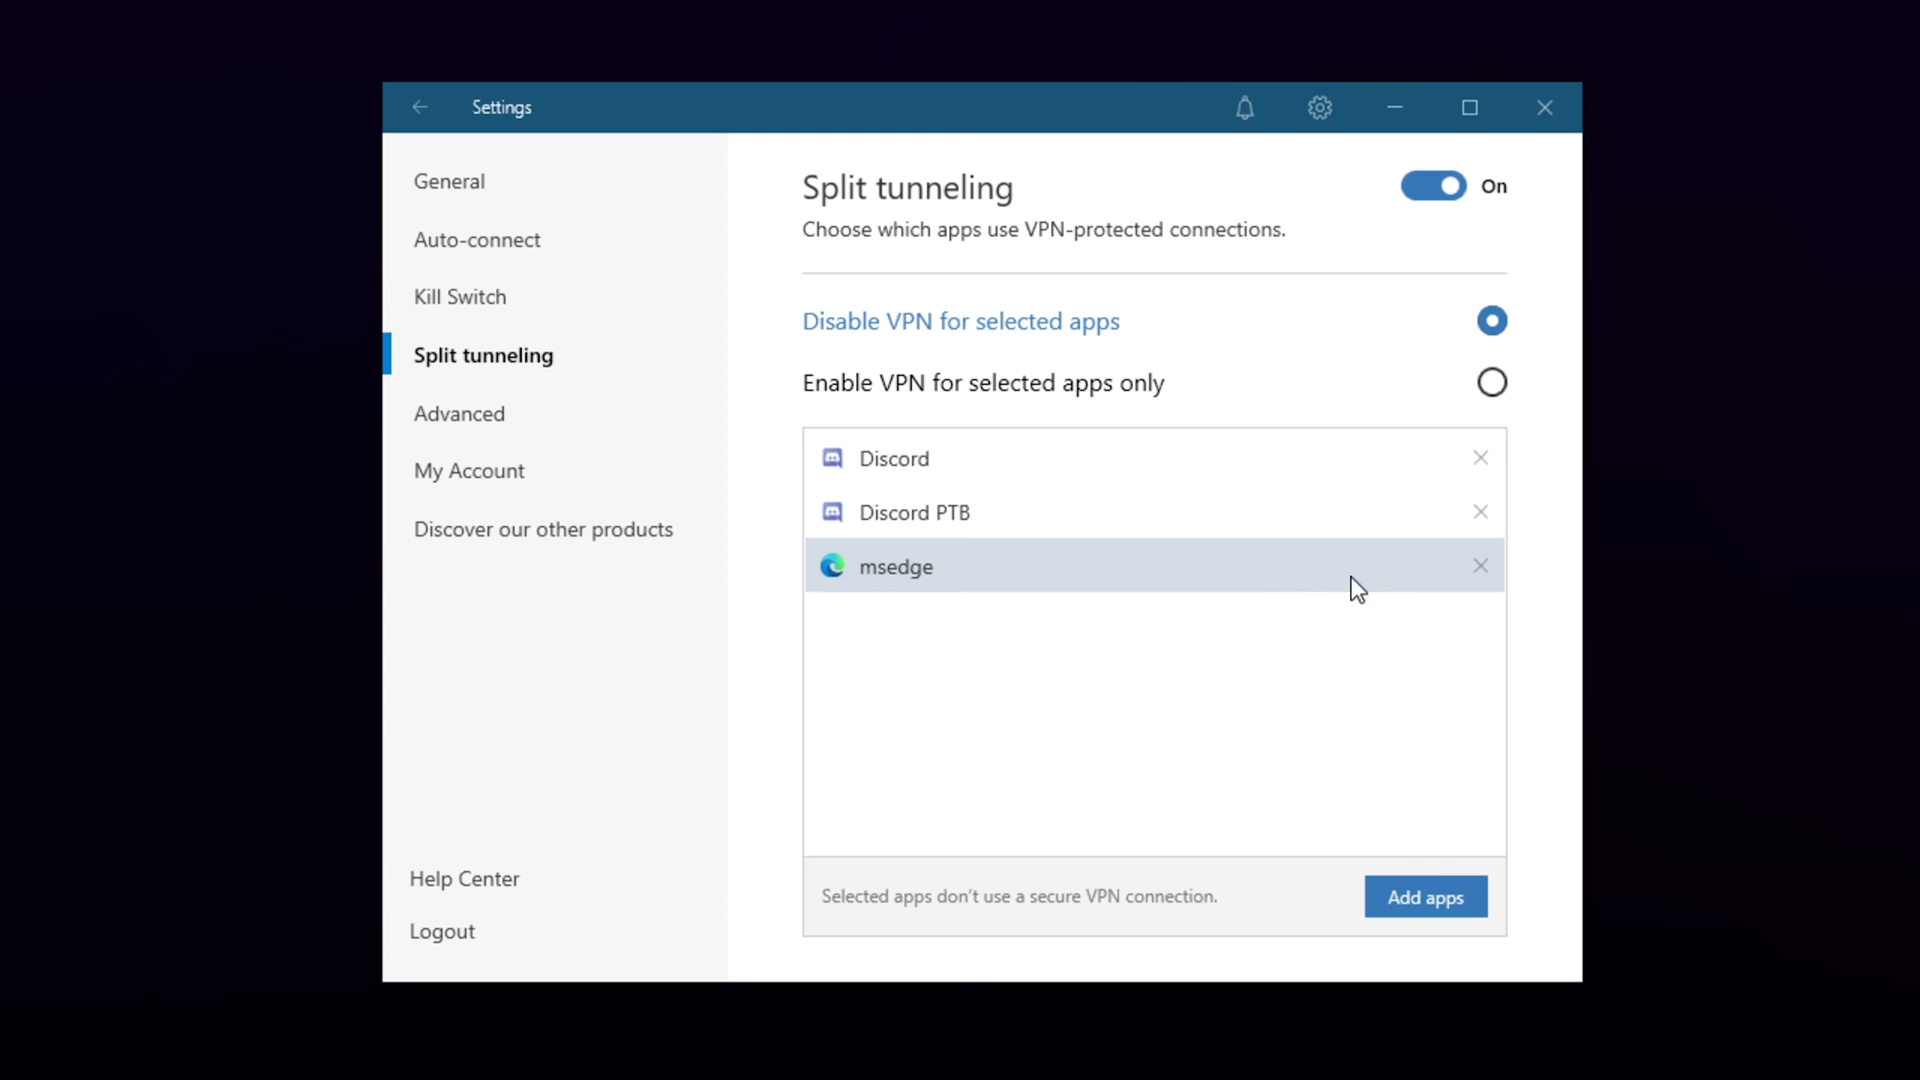 Settings
General
Auto-connect
Kill Switch
Split tunneling
Advanced
My Account
Discover our other products
Help Center
Logout
Split tunneling
On
Choose which apps use VPN-protected connections.
Disable VPN for selected apps
Enable VPN for selected apps only
Discord
Discord PTB
msedge
Selected apps don't use a secure VPN connection.
Add apps